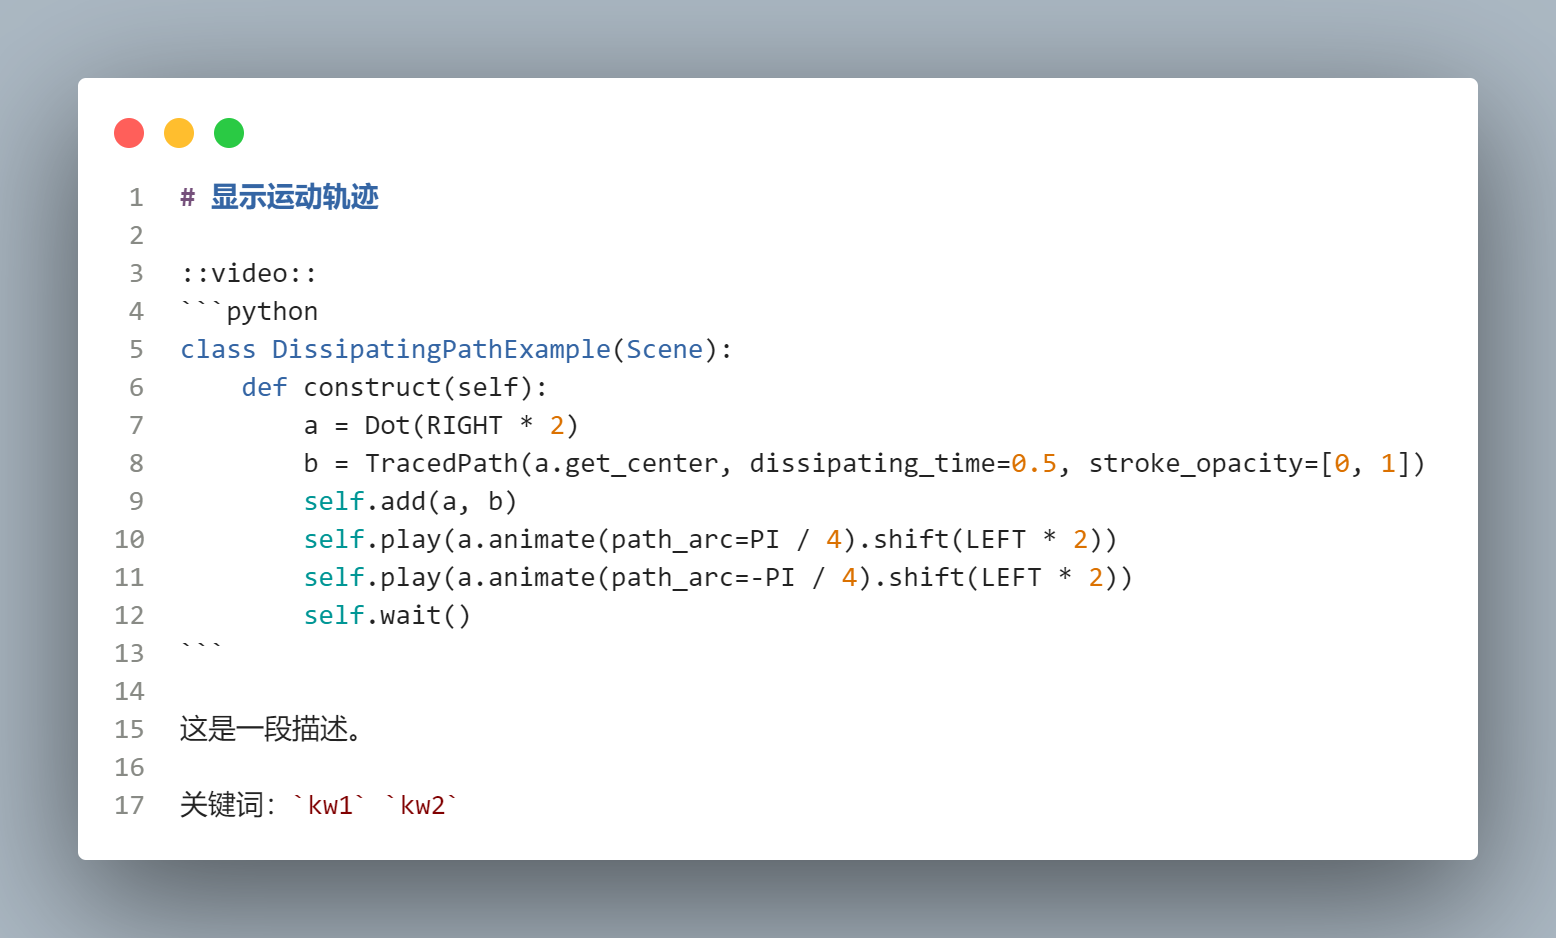 1 # 显示运动轨迹
2
3 ::video::
4 ```python
5 class DissipatingPathExample(Scene):
6     def construct(self):
7         a = Dot(RIGHT * 2)
8         b = TracedPath(a.get_center, dissipating_time=0.5, stroke_opacity=[0, 1])
9         self.add(a, b)
10         self.play(a.animate(path_arc=PI / 4).shift(LEFT * 2))
11         self.play(a.animate(path_arc=-PI / 4).shift(LEFT * 2))
12         self.wait()
13 ```
14
15 这是一段描述。
16
17 关键词：`kw1` `kw2`